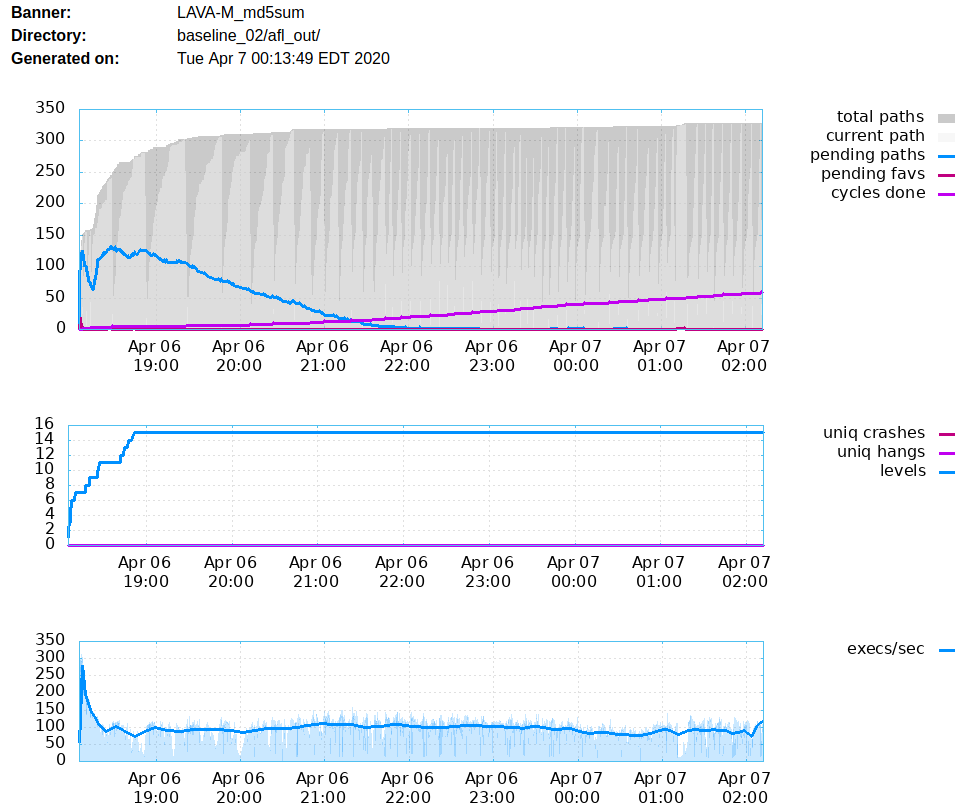 Banner: LAVA-M_md5sum
Directory: baseline_02/afl_out/
Generated on: Tue Apr 7 00:13:49 EDT 2020
350
300
250
200
150
100
50
0
Apr 06 Apr 06 Apr 06 Apr 06 Apr 06 Apr 07 Apr 07 Apr 07
19:00 20:00 21:00 22:00 23:00 00:00 01:00 02:00
total paths
current path
pending paths
pending favs
cycles done
16
14
12
10
8
6
4
2
0
Apr 06 Apr 06 Apr 06 Apr 06 Apr 06 Apr 07 Apr 07 Apr 07
19:00 20:00 21:00 22:00 23:00 00:00 01:00 02:00
uniq crashes
uniq hangs
levels
350
300
250
200
150
100
50
0
Apr 06 Apr 06 Apr 06 Apr 06 Apr 06 Apr 07 Apr 07 Apr 07
19:00 20:00 21:00 22:00 23:00 00:00 01:00 02:00
execs/sec